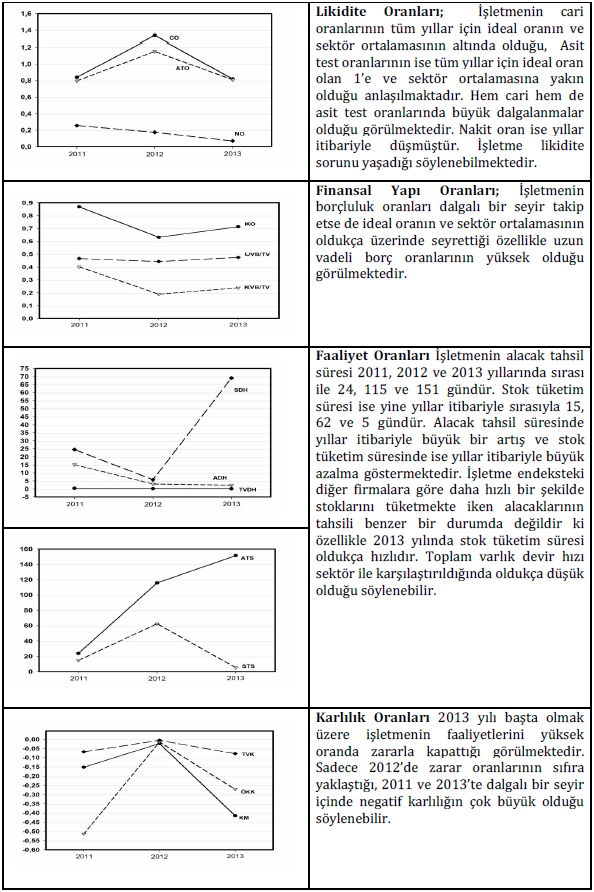 1,6
1,4
1,2
1,0
0,8
0,6
0,4
0,2
0,0
CO
ATO
NO
2011
2012
2013
Likidite Oranları; İşletmenin cari
oranlarının tüm yıllar için ideal oranın ve
sektör ortalamasının altında olduğu, Asit
test oranlarının ise tüm yıllar için ideal oran
olan 1'e ve sektör ortalamasına yakın
olduğu anlaşılmaktadır. Hem cari hem de
asit test oranlarında büyük dalgalanmalar
olduğu görülmektedir. Nakit oran ise yıllar
itibariyle düşmüştür. İşletme likidite
sorunu yaşadığı söylenebilmektedir.
0,9
0,8
0,7
0,6
0,5
0,4
0,3
0,2
0,1
0,0
IKO
UVB/TV
KVB/TV
2011
2012
2013
Finansal Yapı Oranları; İşletmenin
borçluluk oranları dalgalı bir seyir takip
etse de ideal oranın ve sektör ortalamasının
oldukça üzerinde seyrettiği özellikle uzun
vadeli borç oranlarının yüksek olduğu
görülmektedir.
75
70
65
60
55
50
45
40
35
30
25
20
15
10
5
0
-5
SDH
ADH
TVDH
2011
2012
2013
Faaliyet Oranları İşletmenin alacak tahsil
süresi 2011, 2012 ve 2013 yıllarında sırası
ile 24, 115 ve 151 gündür. Stok tüketim
süresi ise yine yıllar itibariyle sırasıyla 15,
62 ve 5 gündür. Alacak tahsil süresinde
yıllar itibariyle büyük bir artış ve stok
tüketim süresinde ise yıllar itibariyle büyük
azalma göstermektedir. İşletme endeksteki
diğer firmalara göre daha hızlı bir şekilde
stoklarını tüketmekte iken alacaklarının
tahsili benzer bir durumda değildir ki
özellikle 2013 yılında stok tüketim süresi
oldukça hızlıdır. Toplam varlık devir hızı
sektör ile karşılaştırıldığında oldukça düşük
olduğu söylenebilir.
160
140
120
100
80
60
40
20
0
ATS
STS
2011
2012
2013
0,00
-0,05
-0,10
-0,15
-0,20
-0,25
-0,30
-0,35
-0,40
-0,45
-0,50
-0,55
-0,60
TVK
ÖKK
KM
2011
2012
2013
Karlılık Oranları 2013 yılı başta olmak
üzere işletmenin faaliyetlerini yüksek
oranda zararla kapattığı görülmektedir.
Sadece 2012'de zarar oranlarının sıfıra
yaklaştığı, 2011 ve 2013'te dalgalı bir seyir
içinde negatif karlılığın çok büyük olduğu
söylenebilir.